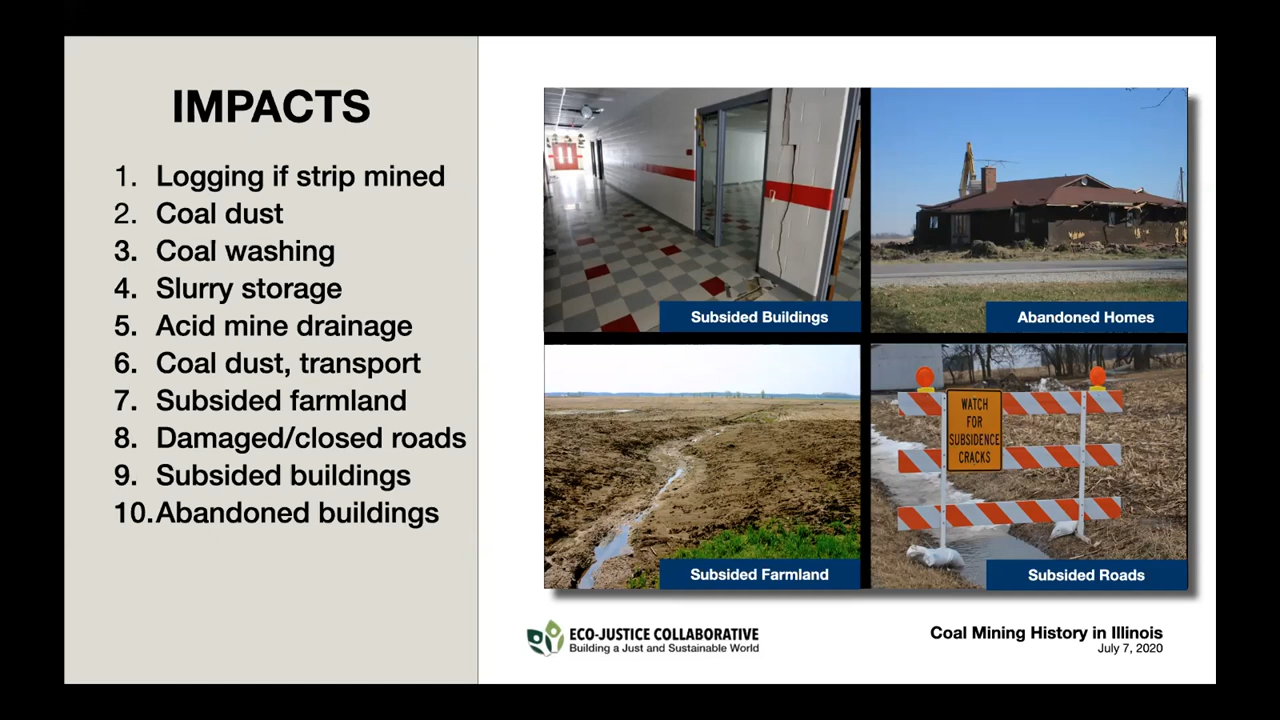 IMPACTS
1. Logging if strip mined
2. Coal dust
3. Coal washing
4. Slurry storage
5. Acid mine drainage
6. Coal dust, transport
7. Subsided farmland
8. Damaged/closed roads
9. Subsided buildings
10. Abandoned buildings
Subsided Buildings
Abandoned Homes
WATCH
FOR
SUBSIDENCE
CRACKS
Subsided Farmland
Subsided Roads
ECO-JUSTICE COLLABORATIVE
Building a Just and Sustainable World
Coal Mining History in Illinois
July 7, 2020